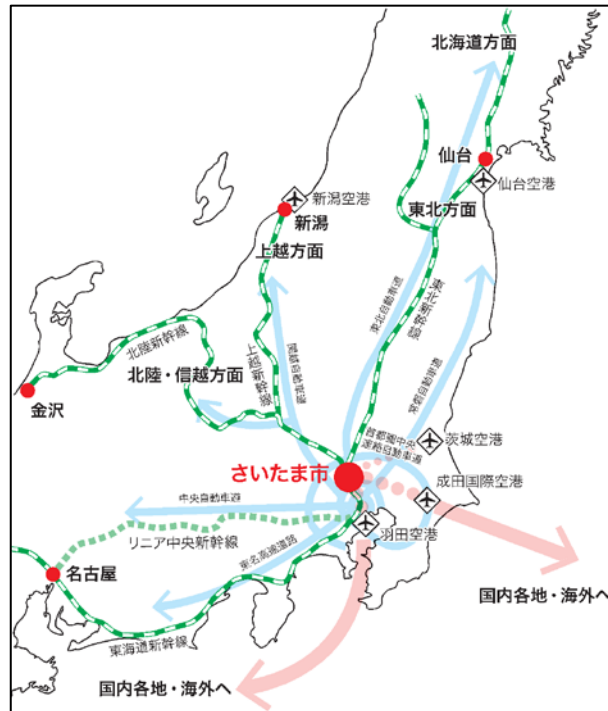 北海道方面
仙台
仙台空港
新潟空港
新潟
東北方面
上越方面
東北自動車道
東北新幹線
北陸新幹線
上越新幹線
関越自動車道
常磐自動車道
北陸・信越方面
金沢
首都圏中央
連絡自動車道
茨城空港
さいたま市
成田国際空港
中央自動車道
リニア中央新幹線
羽田空港
東名高速道路
名古屋
国内各地・海外へ
東海道新幹線
国内各地・海外へ